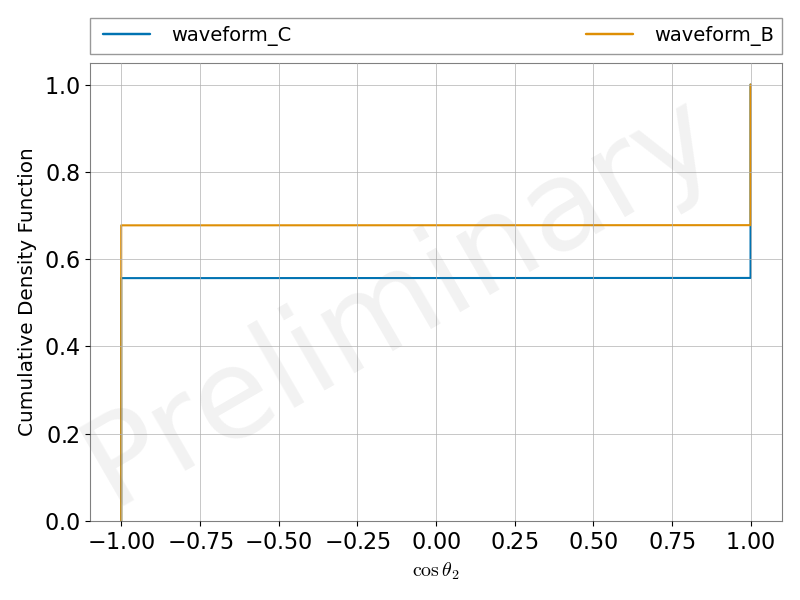 waveform_C waveform_B
Cumulative Density Function
1.0
0.8
0.6
0.4
0.2
0.0
Preliminary
−1.00 −0.75 −0.50 −0.25 0.00 0.25 0.50 0.75 1.00
cos θ₂